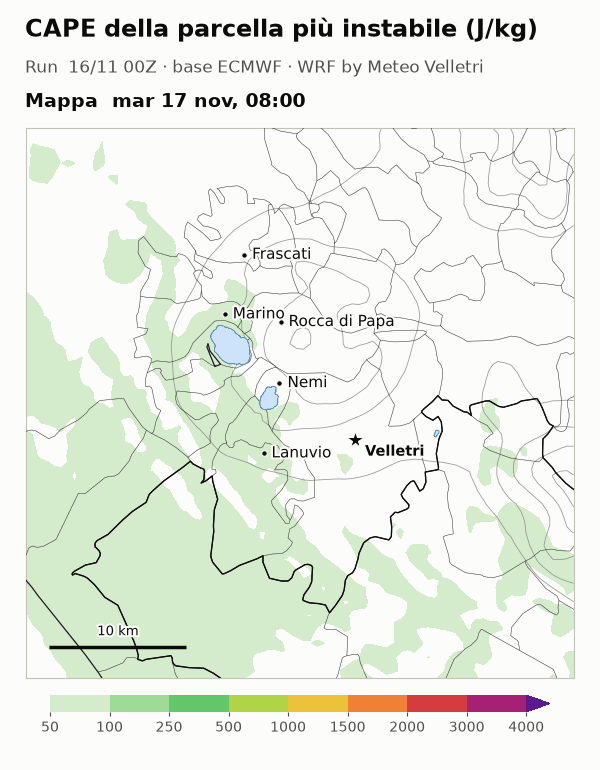 CAPE della parcella più instabile (J/kg)
Run  16/11 00Z · base ECMWF · WRF by Meteo Velletri
Mappa  mar 17 nov, 08:00
Frascati
Marino
Rocca di Papa
Nemi
Velletri
Lanuvio
10 km
50 100 250 500 1000 1500 2000 3000 4000